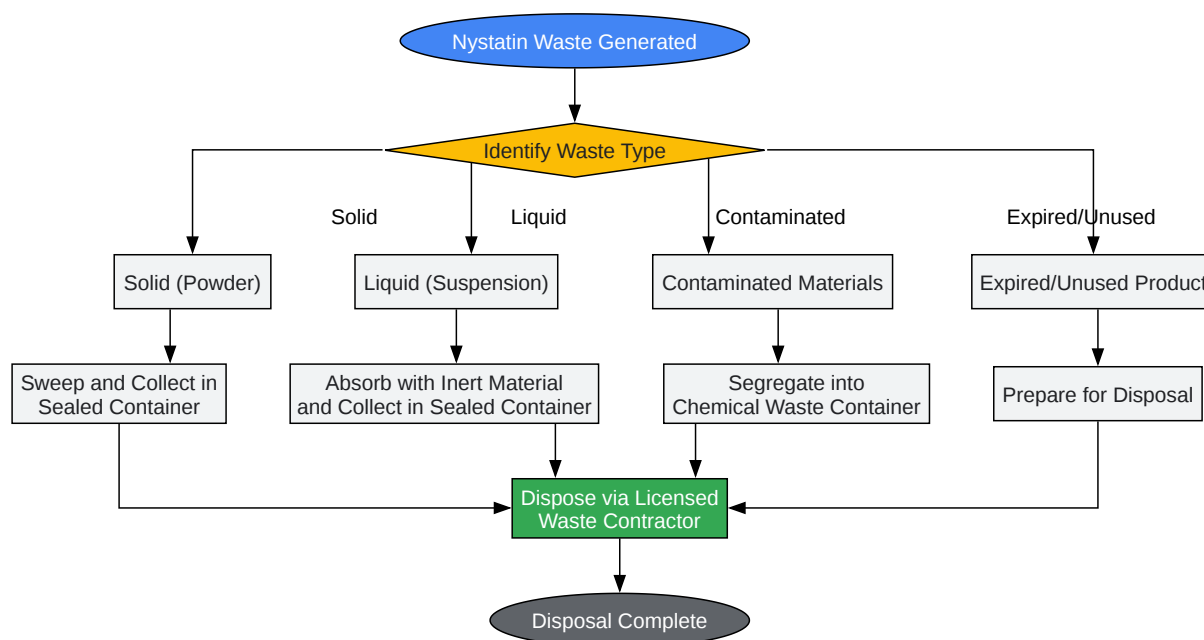 Nystatin Waste Generated
Identify Waste Type
Solid
Liquid
Contaminated
Expired/Unused
Solid (Powder)
Liquid (Suspension)
Contaminated Materials
Expired/Unused Product
Sweep and Collect in
Sealed Container
Absorb with Inert Material
and Collect in Sealed Container
Segregate into
Chemical Waste Container
Prepare for Disposal
Dispose via Licensed
Waste Contractor
Disposal Complete